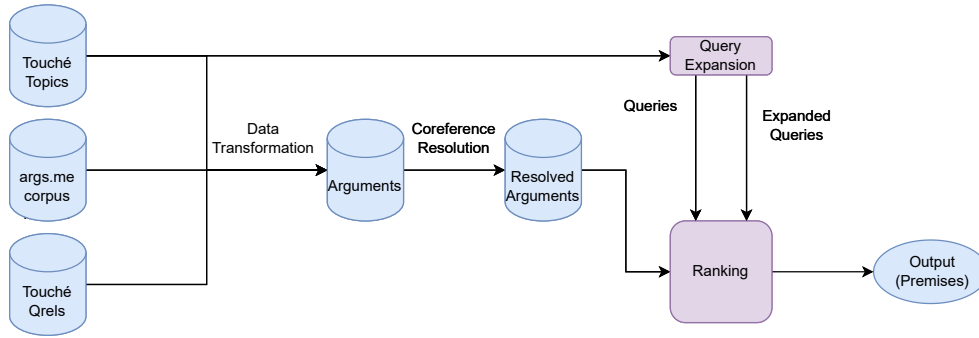 Touché
Topics
Query
Expansion
Queries
Expanded
Queries
Data
Transformation
Coreference
Resolution
args.me
corpus
Arguments
Resolved
Arguments
Touché
Qrels
Ranking
Output
(Premises)